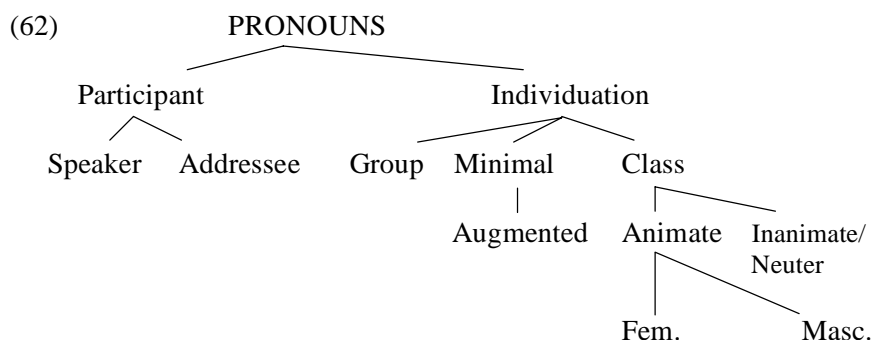 (62) PRONOUNS
Participant Individuation
Speaker Addressee Group Minimal Class
Augmented Animate Inanimate/
Neuter
Fem. Masc.